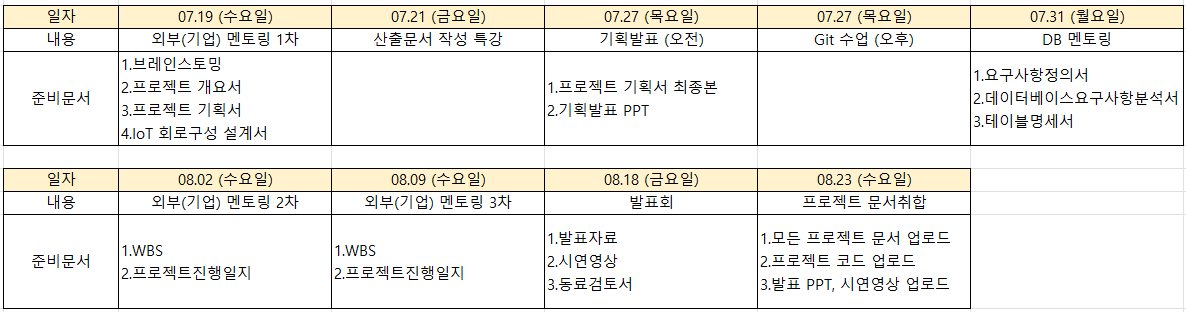 일자 07.19 (수요일) 07.21 (금요일) 07.27 (목요일) 07.27 (목요일) 07.31 (월요일)
내용 외부(기업) 멘토링 1차 산출문서 작성 특강 기획발표 (오전) Git 수업 (오후) DB 멘토링
준비문서
1.브레인스토밍
2.프로젝트 개요서
3.프로젝트 기획서
4.IoT 회로구성 설계서
1.프로젝트 기획서 최종본
2.기획발표 PPT
1.요구사항정의서
2.데이터베이스요구사항분석서
3.테이블명세서
일자 08.02 (수요일) 08.09 (수요일) 08.18 (금요일) 08.23 (수요일)
내용 외부(기업) 멘토링 2차 외부(기업) 멘토링 3차 발표회 프로젝트 문서취합
준비문서
1.WBS
2.프로젝트진행일지
1.WBS
2.프로젝트진행일지
1.발표자료
2.시연영상
3.동료검토서
1.모든 프로젝트 문서 업로드
2.프로젝트 코드 업로드
3.발표 PPT, 시연영상 업로드